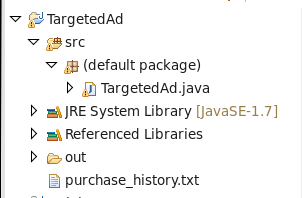 TargetedAd
src
(default package)
TargetedAd.java
JRE System Library [JavaSE-1.7]
Referenced Libraries
out
purchase_history.txt